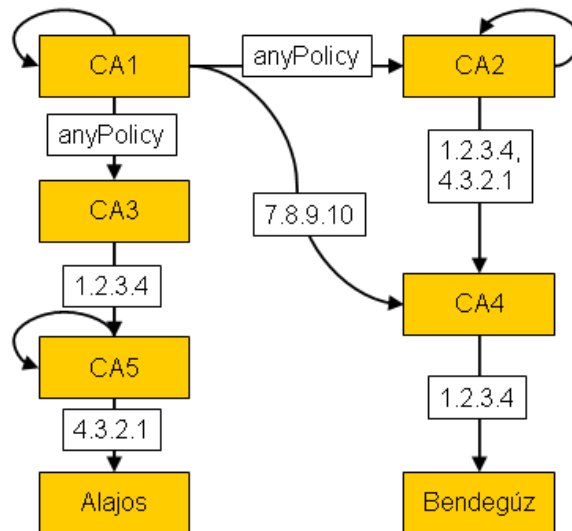 CA1
anyPolicy
CA2
anyPolicy
1.2.3.4,
4.3.2.1
CA3
7.8.9.10
1.2.3.4
CA4
CA5
1.2.3.4
4.3.2.1
Alajos
Bendegúz